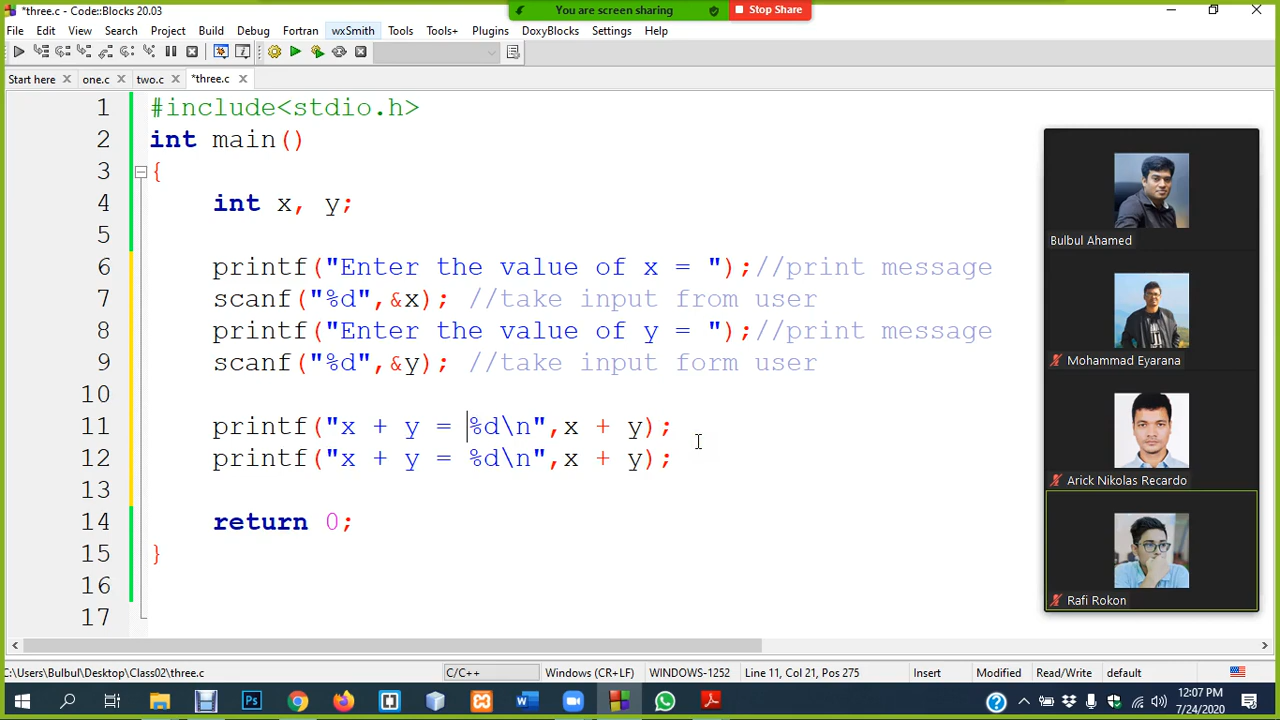 *three.c - Code::Blocks 20.03
You are screen sharing
Stop Share
File Edit View Search Project Build Debug Fortran wxSmith Tools Tools+ Plugins DoxyBlocks Settings Help
Start here one.c two.c *three.c
1 #include<stdio.h>
2 int main()
3 {
4 int x, y;
5
6 printf("Enter the value of x = ");//print message
7 scanf("%d",&x); //take input from user
8 printf("Enter the value of y = ");//print message
9 scanf("%d",&y); //take input form user
10
11 printf("x + y = %d\n",x + y);
12 printf("x + y = %d\n",x + y);
13
14 return 0;
15 }
16
17
Bulbul Ahamed
Mohammad Eyarana
Arick Nikolas Recardo
Rafi Rokon
C:\Users\Bulbul\Desktop\Class02\three.c C/C++ Windows (CR+LF) WINDOWS-1252 Line 11, Col 21, Pos 275 Insert Modified Read/Write default
12:07 PM
7/24/2020